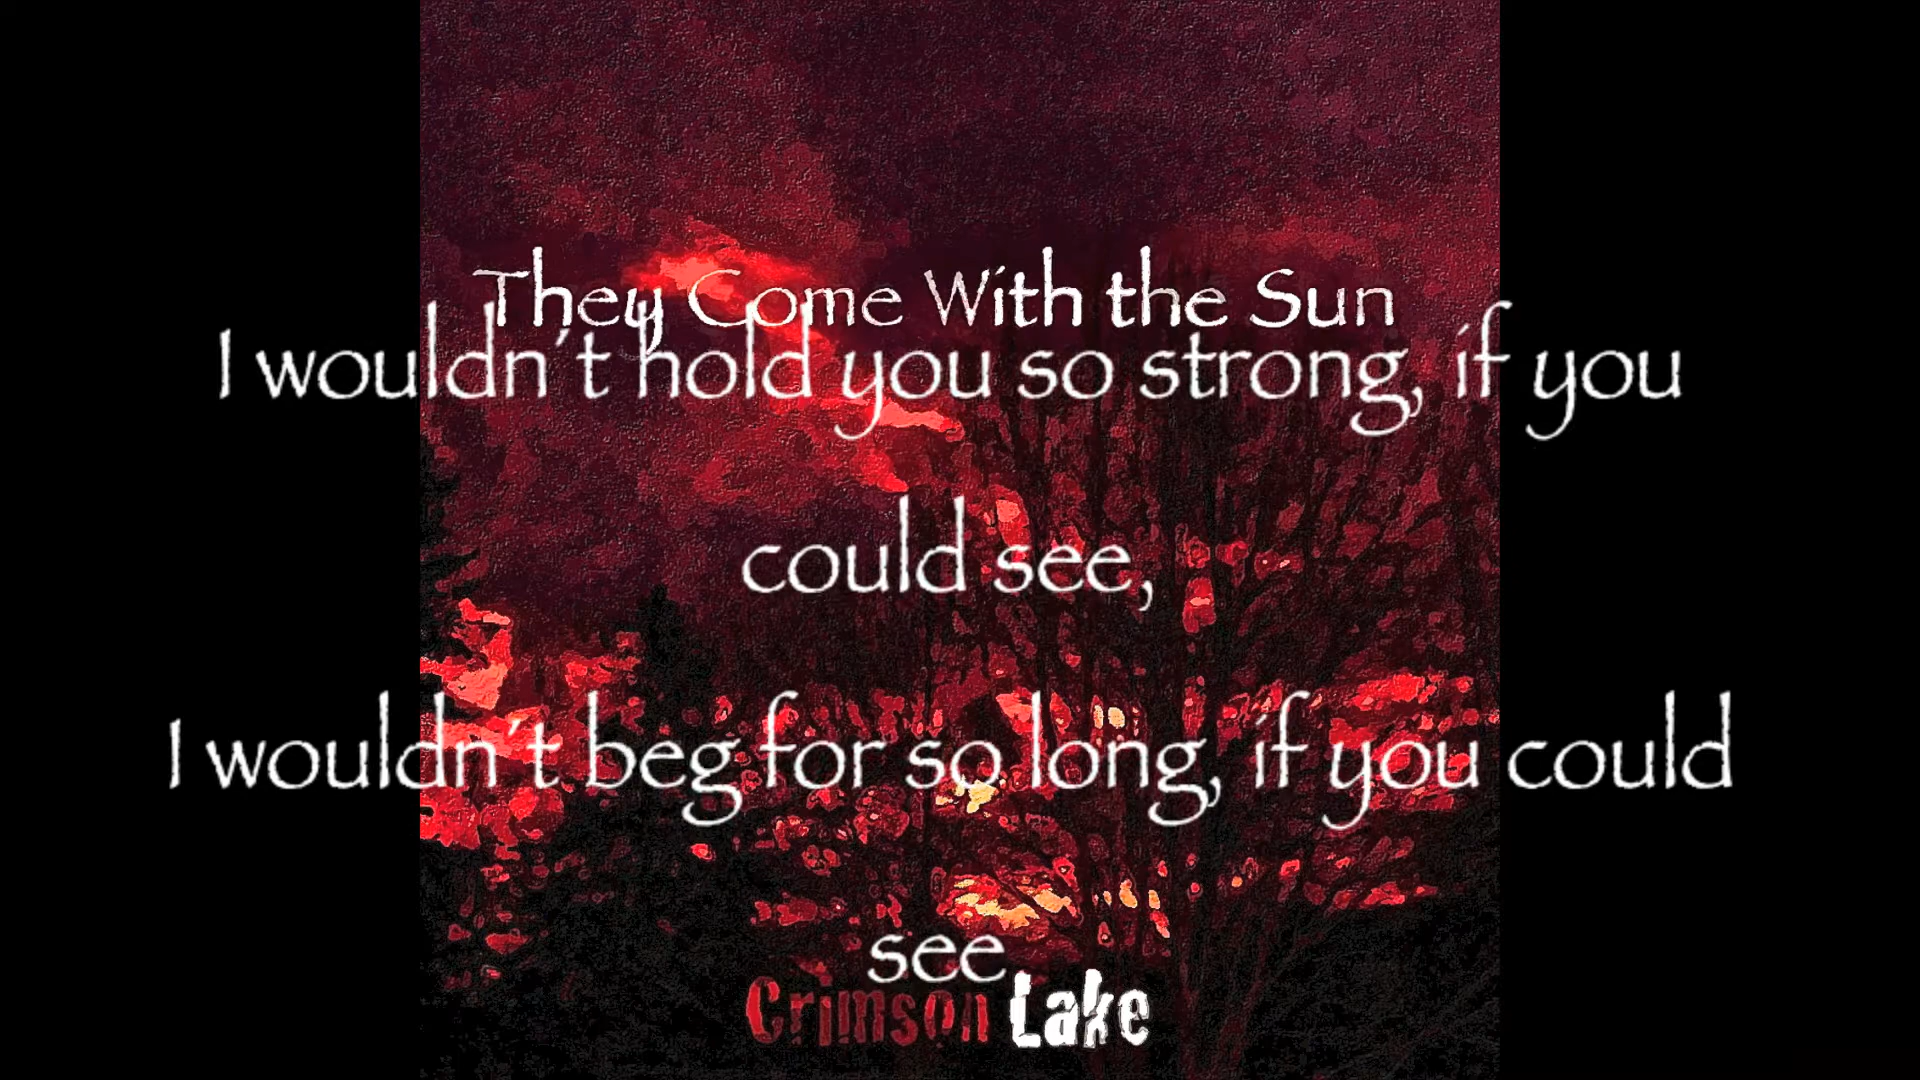 They Come With the Sun
I wouldn´t hold you so strong, if you
could see,
I wouldn´t beg for so long, if you could
see
Crimson Lake